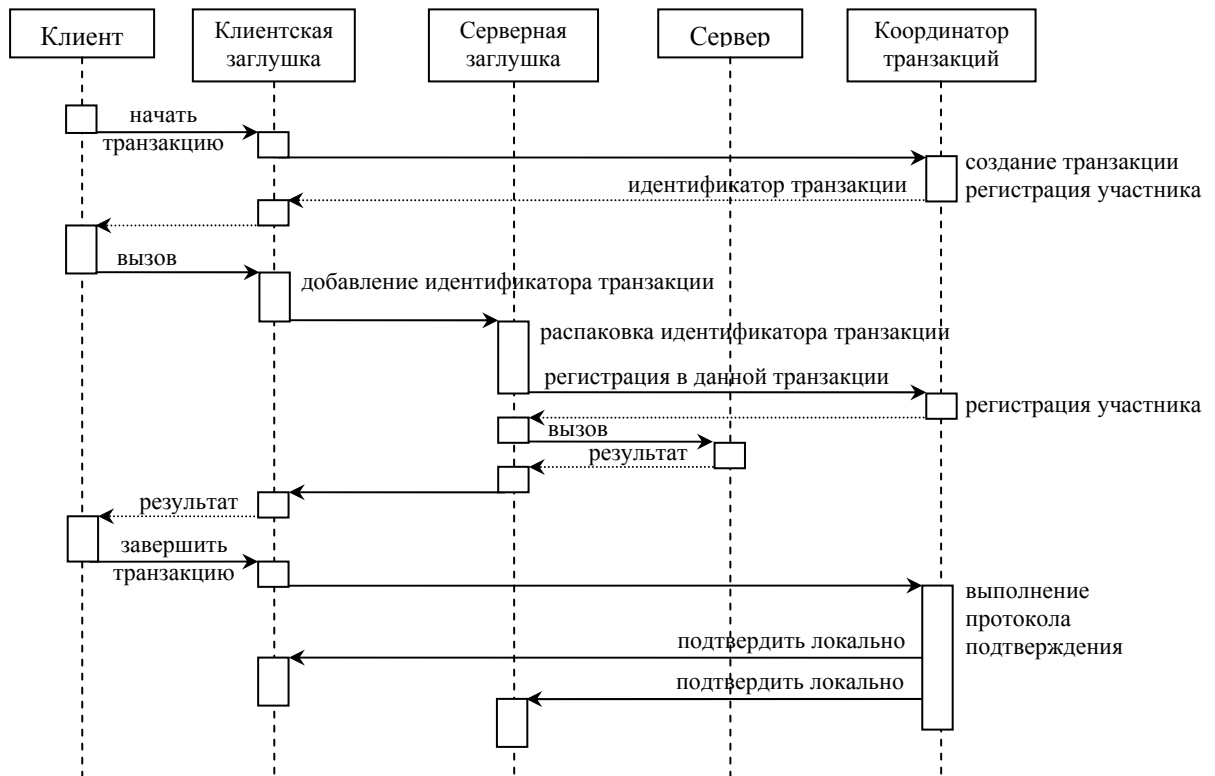 Клиент
Клиентская
заглушка
Серверная
заглушка
Сервер
Координатор
транзакций
начать
транзакцию
создание транзакции
регистрация участника
идентификатор транзакции
вызов
добавление идентификатора транзакции
распаковка идентификатора транзакции
регистрация в данной транзакции
регистрация участника
вызов
результат
результат
завершить
транзакцию
выполнение
протокола
подтверждения
подтвердить локально
подтвердить локально